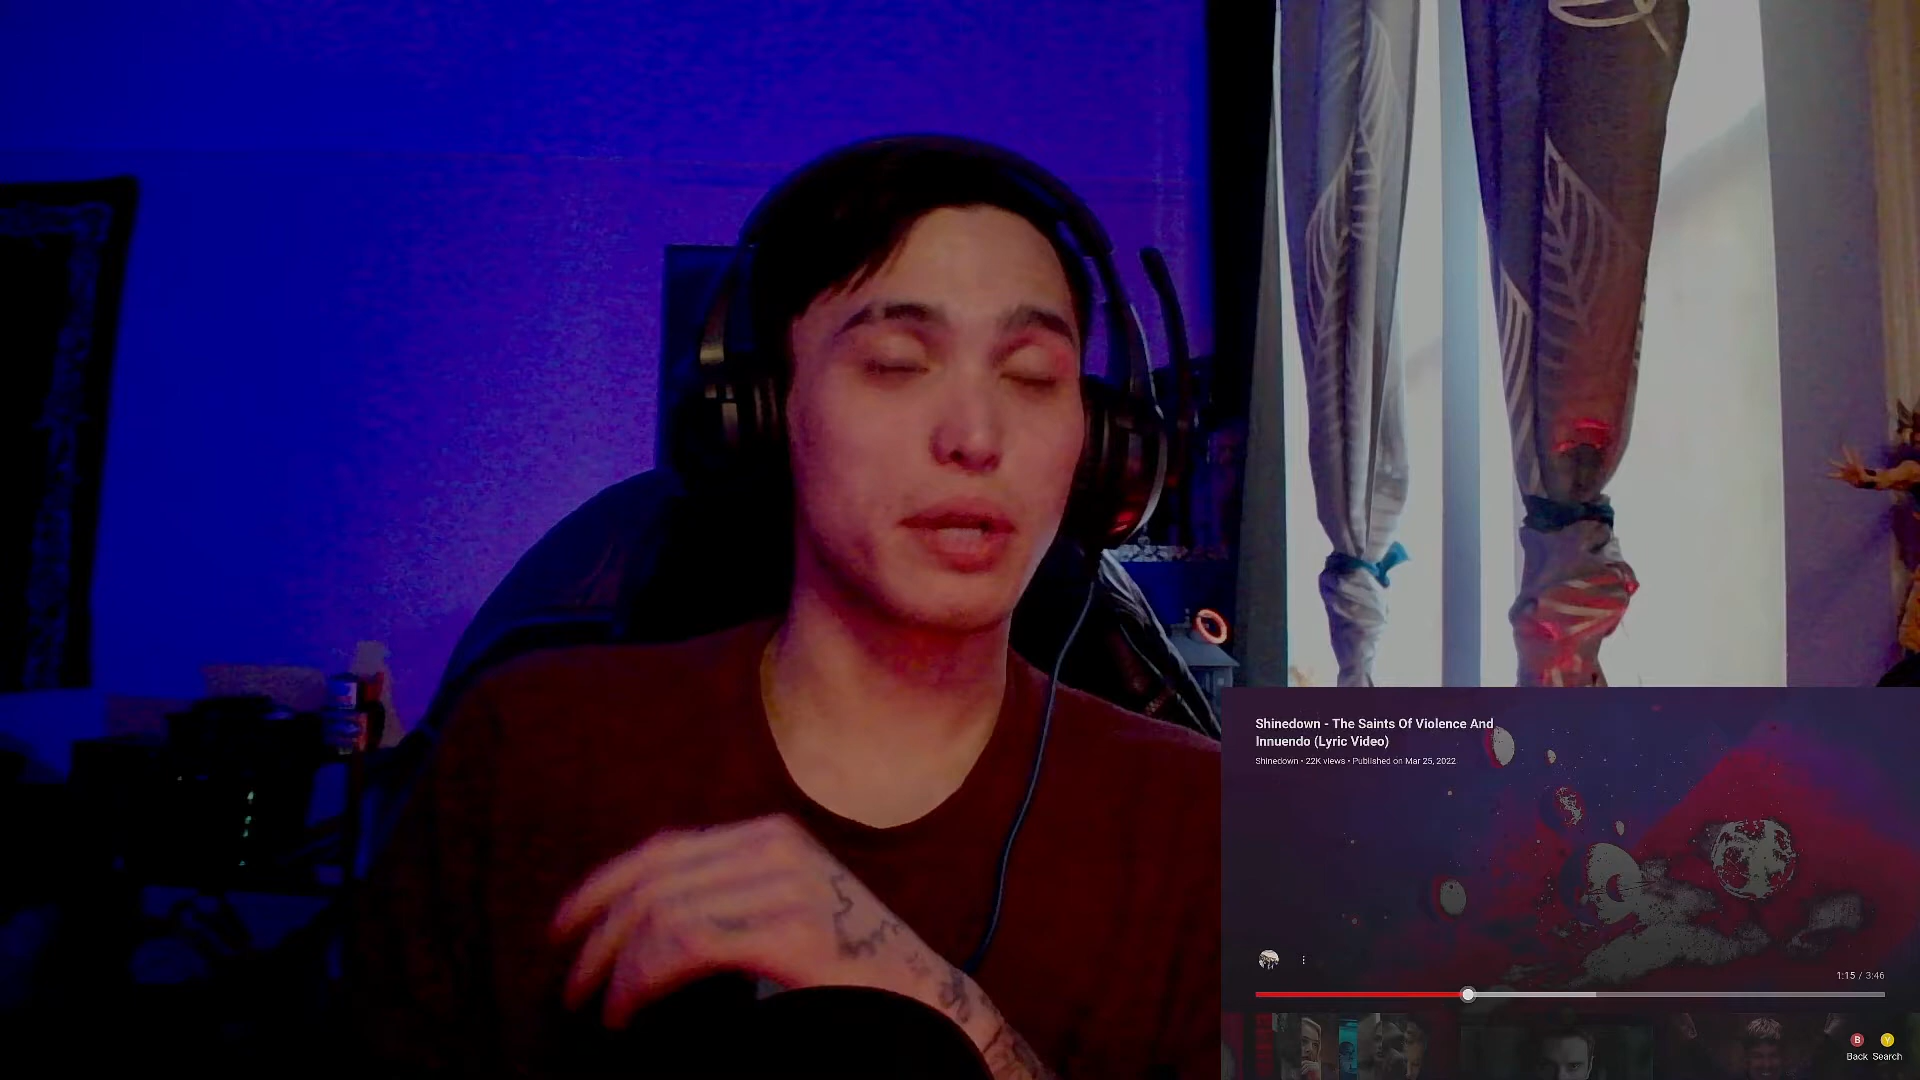 Shinedown - The Saints Of Violence And
Innuendo (Lyric Video)
Shinedown • 22K views • Published on Mar 25, 2022
1:15 / 3:46
B Y
Back Search